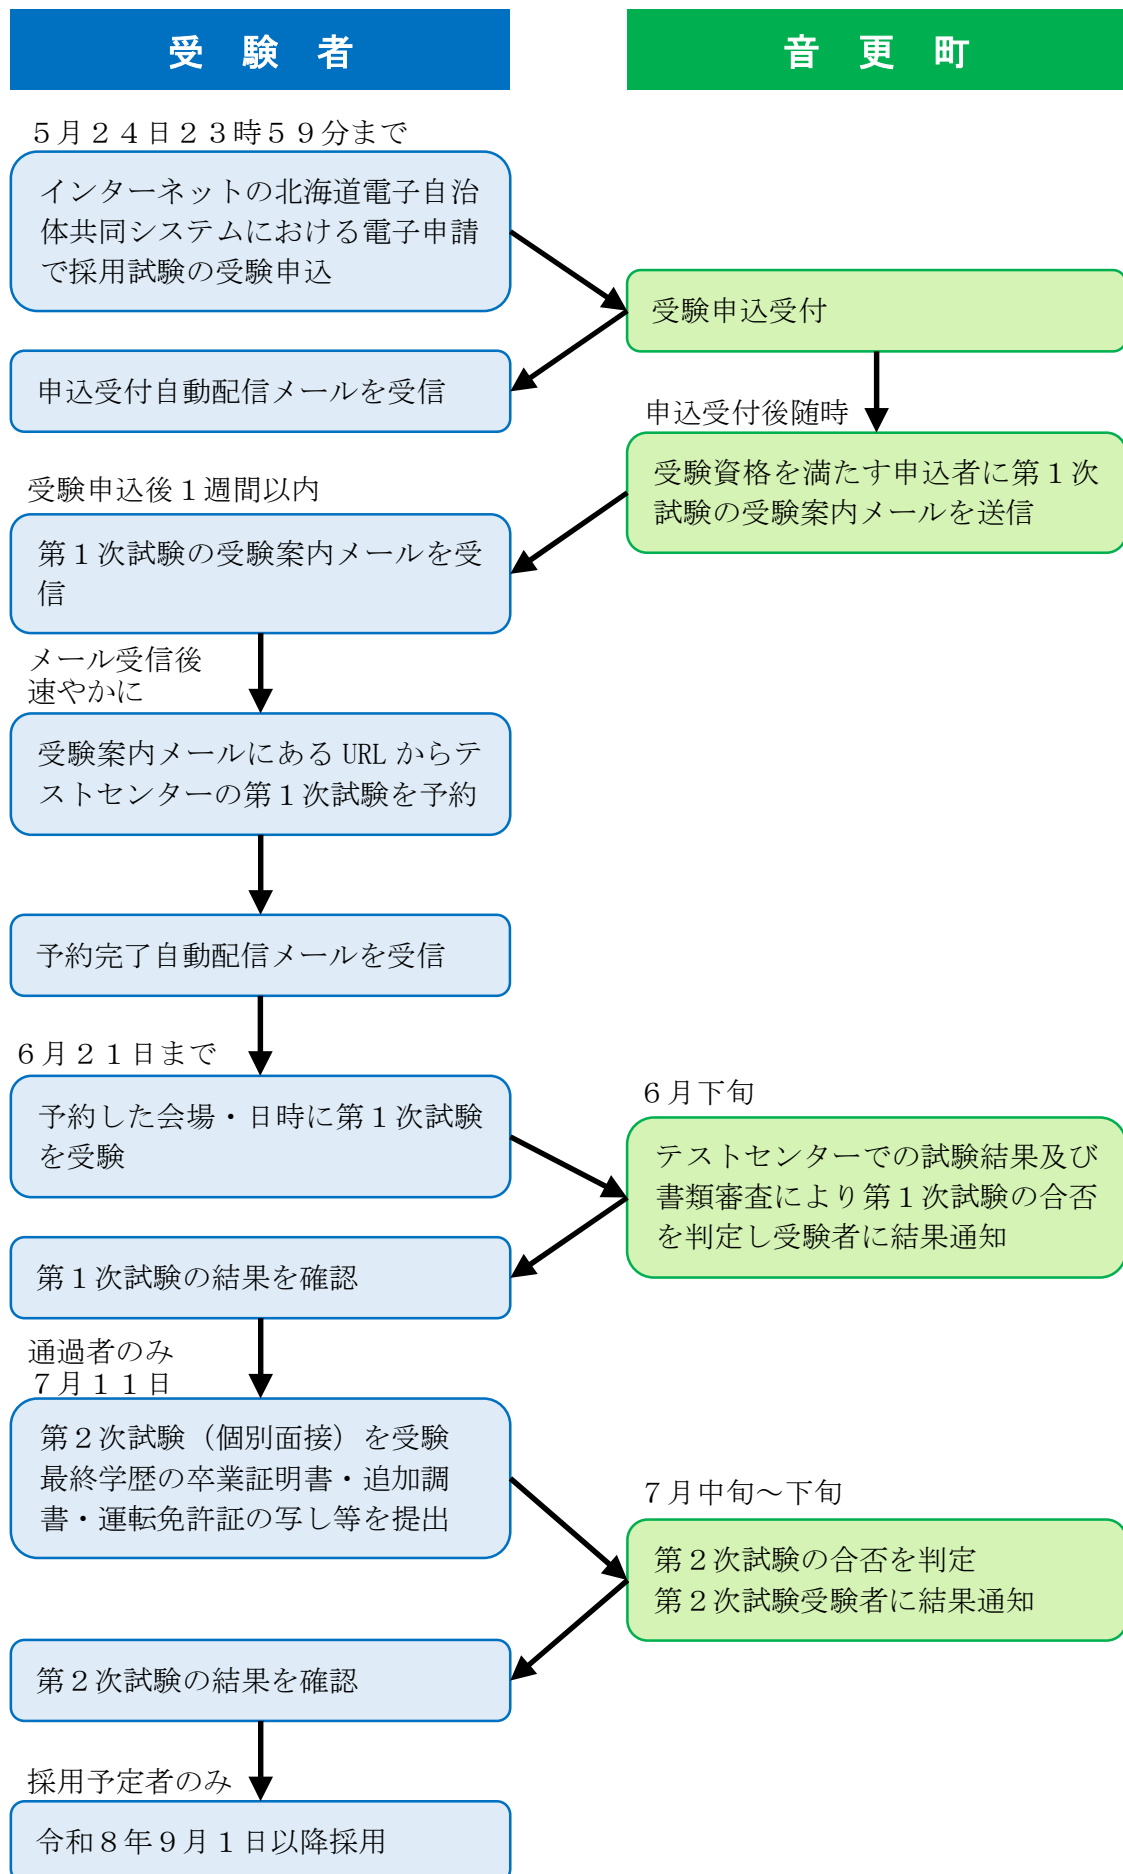 受 験 者
音 更 町
５月２４日２３時５９分まで
インターネットの北海道電子自治
体共同システムにおける電子申請
で採用試験の受験申込
受験申込受付
申込受付自動配信メールを受信
申込受付後随時
受験資格を満たす申込者に第１次
試験の受験案内メールを送信
受験申込後１週間以内
第１次試験の受験案内メールを受
信
メール受信後
速やかに
受験案内メールにある URL からテ
ストセンターの第１次試験を予約
予約完了自動配信メールを受信
６月２１日まで
予約した会場・日時に第１次試験
を受験
６月下旬
テストセンターでの試験結果及び
書類審査により第１次試験の合否
を判定し受験者に結果通知
第１次試験の結果を確認
通過者のみ
７月１１日
第２次試験（個別面接）を受験
最終学歴の卒業証明書・追加調
書・運転免許証の写し等を提出
７月中旬～下旬
第２次試験の合否を判定
第２次試験受験者に結果通知
第２次試験の結果を確認
採用予定者のみ
令和８年９月１日以降採用